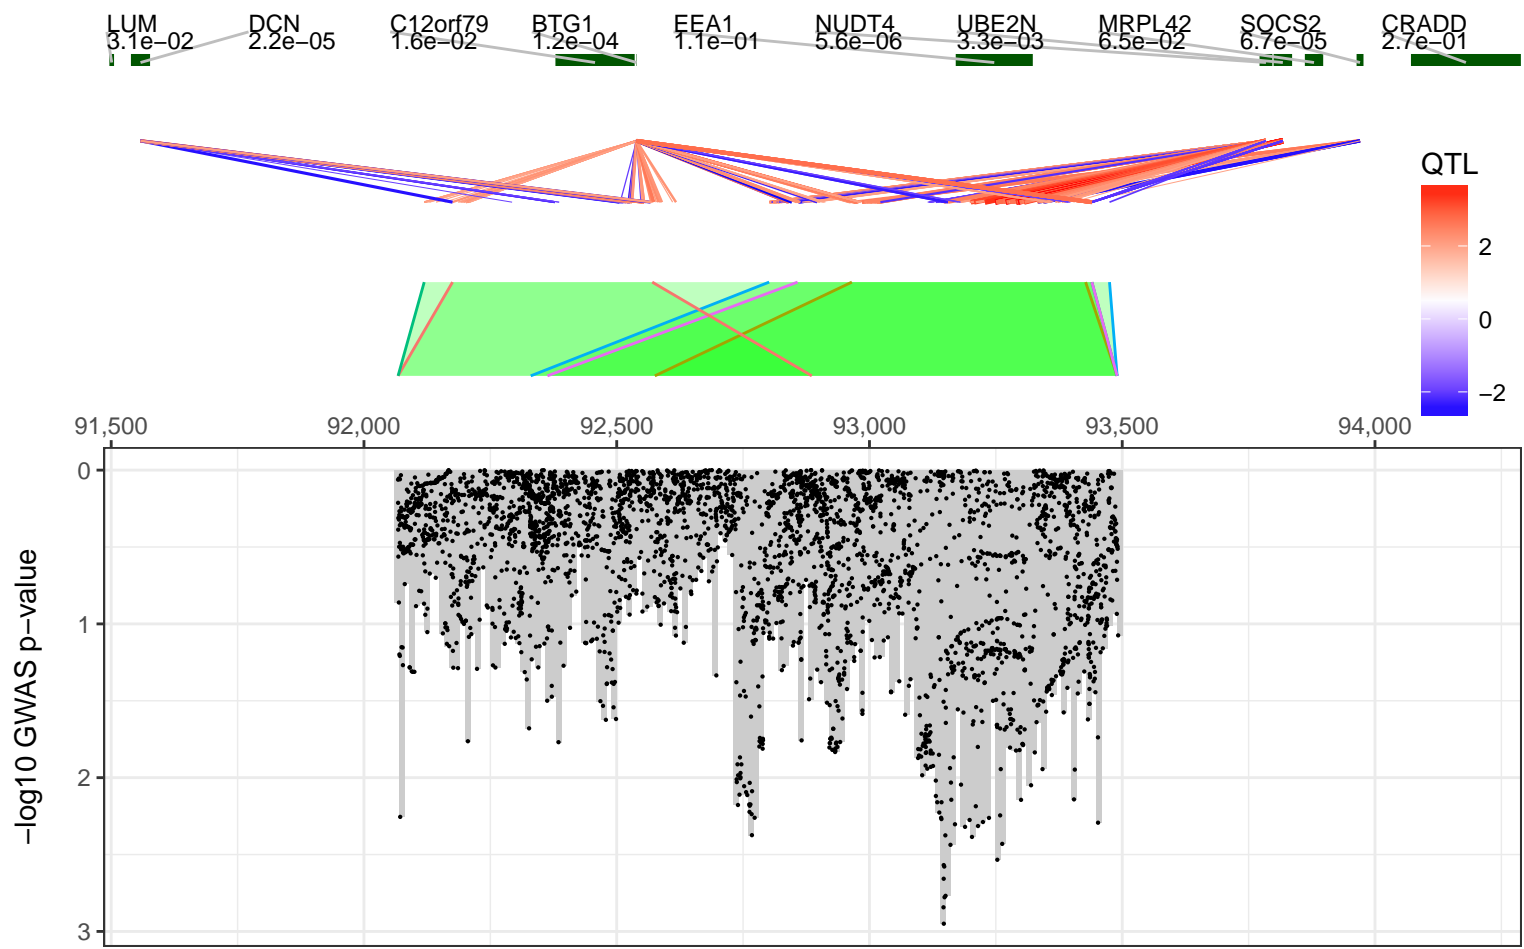 LUM DCN C12orf79 BTG1 EEA1 NUDT4 UBE2N MRPL42 SOCS2 CRADD
3.1e−02 2.2e−05 1.6e−02 1.2e−04 1.1e−01 5.6e−06 3.3e−03 6.5e−02 6.7e−05 2.7e−01
QTL
2
0
−2
91,500 92,000 92,500 93,000 93,500 94,000
0
1
2
3
−log10 GWAS p−value